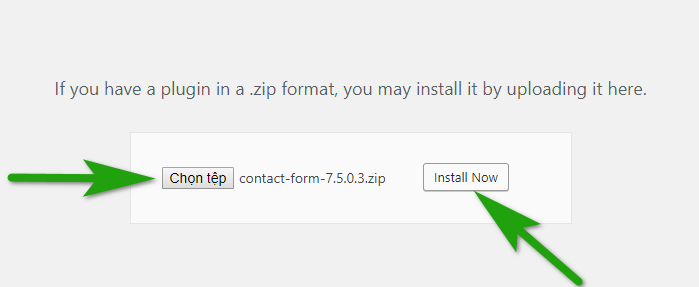 If you have a plugin in a .zip format, you may install it by uploading it here.
Chọn tệp contact-form-7.5.0.3.zip Install Now